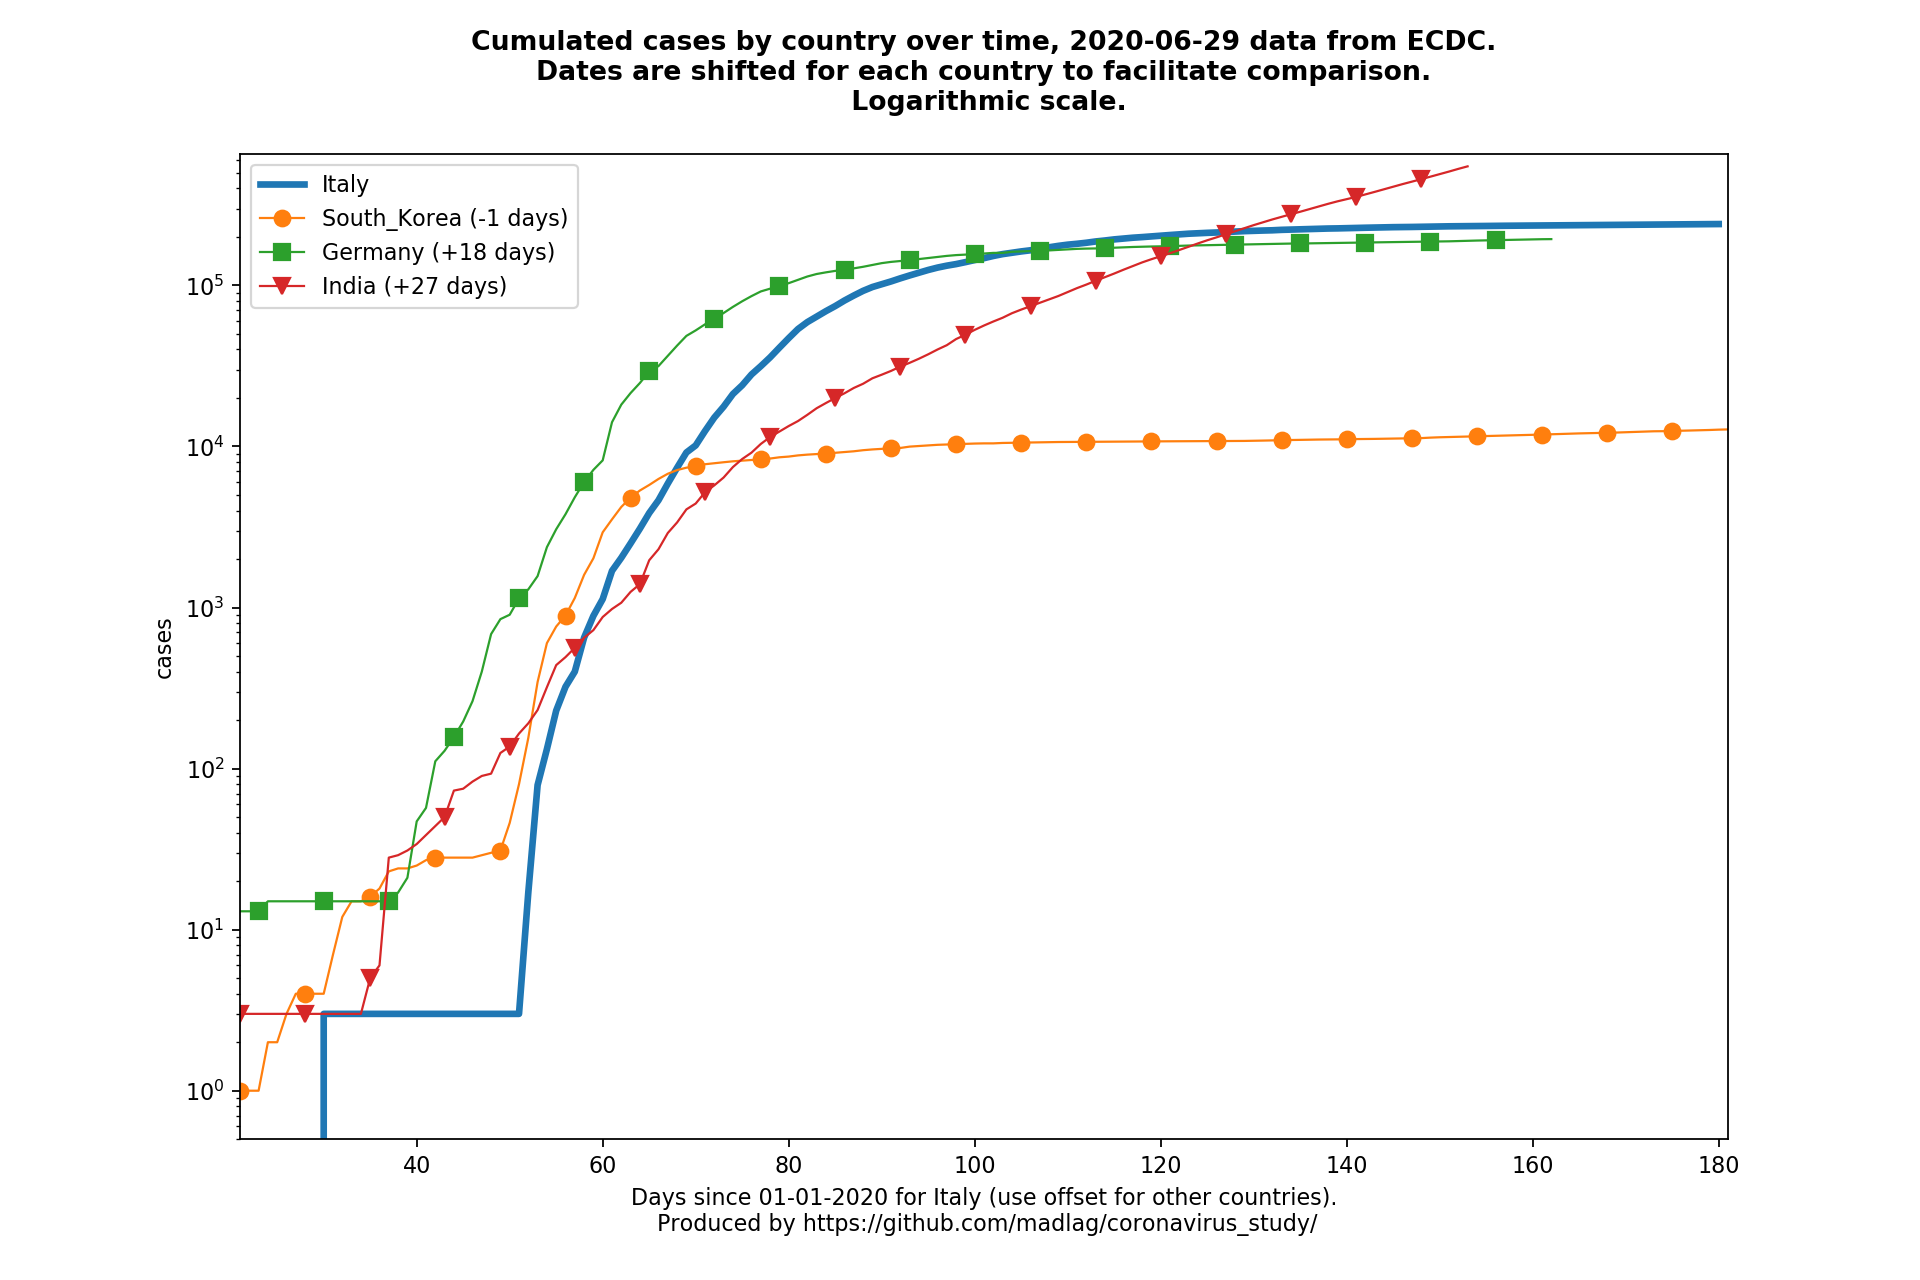 Cumulated cases by country over time, 2020-06-29 data from ECDC.
Dates are shifted for each country to facilitate comparison.
Logarithmic scale.
Italy
South_Korea (-1 days)
Germany (+18 days)
India (+27 days)
10^5
10^4
10^3
10^2
10^1
10^0
cases
40 60 80 100 120 140 160 180
Days since 01-01-2020 for Italy (use offset for other countries).
Produced by https://github.com/madlag/coronavirus_study/